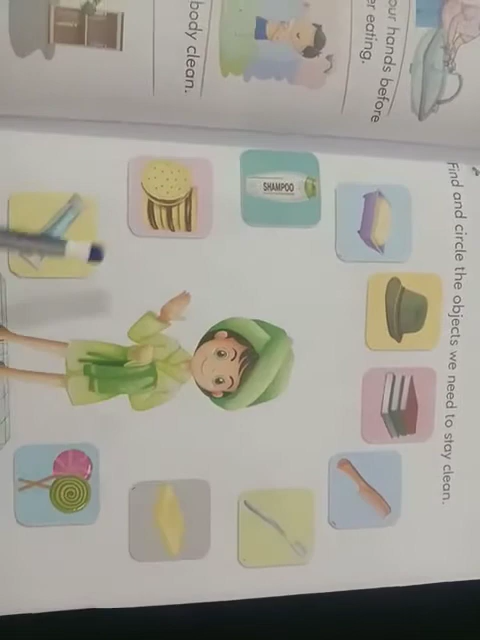 our hands before
er eating.
body clean.
Find and circle the objects we need to stay clean.
SHAMPOO